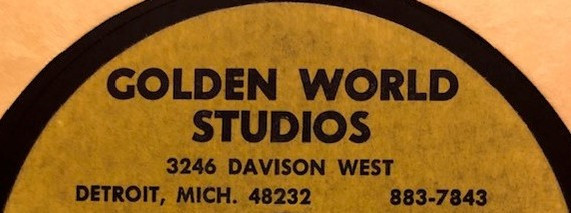 GOLDEN WORLD
STUDIOS
3246 DAVISON WEST
DETROIT, MICH. 48232 883-7843